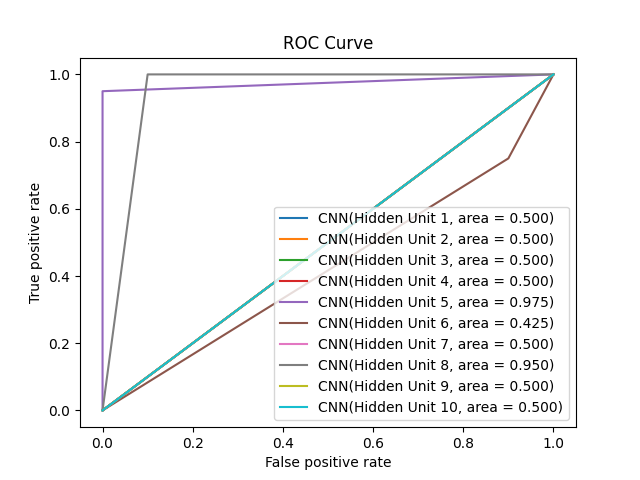 ROC Curve
1.0
0.8
0.6
0.4
0.2
0.0
True positive rate
CNN(Hidden Unit 1, area = 0.500)
CNN(Hidden Unit 2, area = 0.500)
CNN(Hidden Unit 3, area = 0.500)
CNN(Hidden Unit 4, area = 0.500)
CNN(Hidden Unit 5, area = 0.975)
CNN(Hidden Unit 6, area = 0.425)
CNN(Hidden Unit 7, area = 0.500)
CNN(Hidden Unit 8, area = 0.950)
CNN(Hidden Unit 9, area = 0.500)
CNN(Hidden Unit 10, area = 0.500)
0.0 0.2 0.4 0.6 0.8 1.0
False positive rate